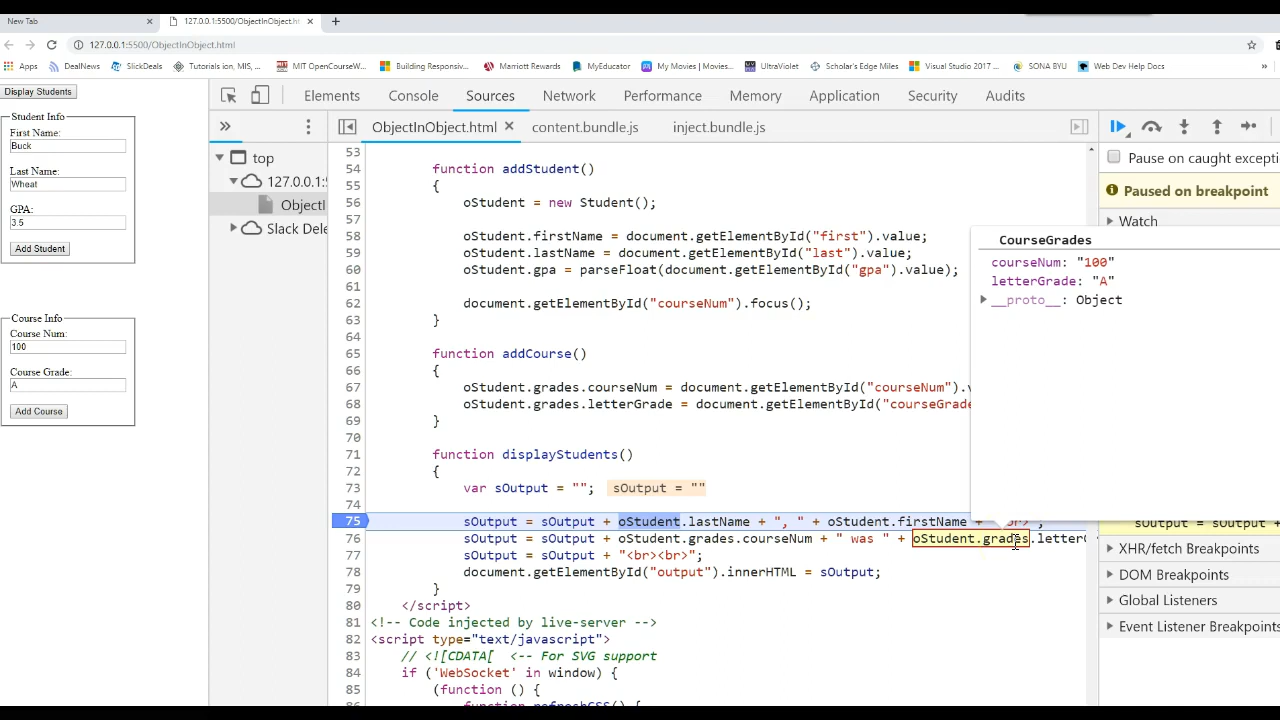 New Tab
127.0.0.1:5500/ObjectInObject.ht
127.0.0.1:5500/ObjectInObject.html
Apps DealNews SlickDeals Tutorials ion, MIS, ... MIT OpenCourseW... Building Responsiv... Marriott Rewards MyEducator My Movies | Movies... UltraViolet Scholar's Edge Miles Visual Studio 2017 ... SONA BYU Web Dev Help Docs »
Display Students
Student Info
First Name:
Buck
Last Name:
Wheat
GPA:
3.5
Add Student
Course Info
Course Num:
100
Course Grade:
A
Add Course
Elements Console Sources Network Performance Memory Application Security Audits
» ObjectInObject.html content.bundle.js inject.bundle.js
top
127.0.0.1:5
ObjectI
Slack Dele
53
54 function addStudent()
55 {
56 oStudent = new Student();
57
58 oStudent.firstName = document.getElementById("first").value;
59 oStudent.lastName = document.getElementById("last").value;
60 oStudent.gpa = parseFloat(document.getElementById("gpa").value);
61
62 document.getElementById("courseNum").focus();
63 }
64
65 function addCourse()
66 {
67 oStudent.grades.courseNum = document.getElementById("courseNum").v
68 oStudent.grades.letterGrade = document.getElementById("courseGrade
69 }
70
71 function displayStudents()
72 {
73 var sOutput = ""; sOutput = ""
74
75 sOutput = sOutput + oStudent.lastName + ", " + oStudent.firstName + br>";
76 sOutput = sOutput + oStudent.grades.courseNum + " was " + oStudent.grades.letterG
77 sOutput = sOutput + "<br><br>";
78 document.getElementById("output").innerHTML = sOutput;
79 }
80 </script>
81 <!-- Code injected by live-server -->
82 <script type="text/javascript">
83 // <![CDATA[ <-- For SVG support
84 if ('WebSocket' in window) {
85 (function () {
function refreshCSS() {
Pause on caught excepti
Paused on breakpoint
Watch
CourseGrades
courseNum: "100"
letterGrade: "A"
__proto__: Object
sOutput = sOutput +
XHR/fetch Breakpoints
DOM Breakpoints
Global Listeners
Event Listener Breakpoints